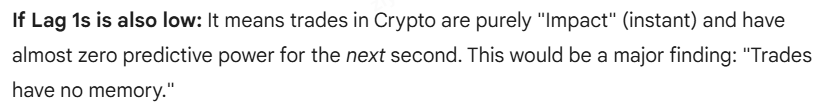 If Lag 1s is also low: It means trades in Crypto are purely "Impact" (instant) and have
almost zero predictive power for the next second. This would be a major finding: "Trades
have no memory."